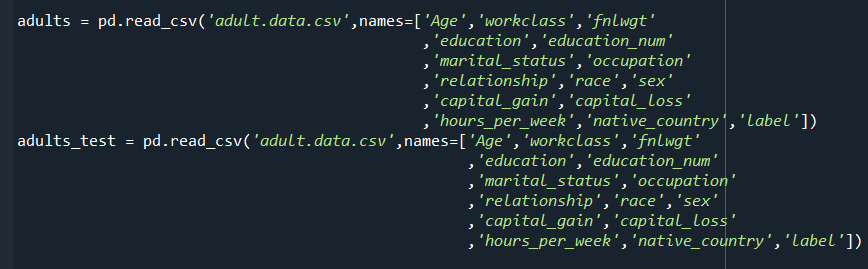 adults = pd.read_csv('adult.data.csv',names=['Age','workclass','fnlwgt'
,'education','education_num'
,'marital_status','occupation'
,'relationship','race','sex'
,'capital_gain','capital_loss'
,'hours_per_week','native_country','label'])
adults_test = pd.read_csv('adult.data.csv',names=['Age','workclass','fnlwgt'
,'education','education_num'
,'marital_status','occupation'
,'relationship','race','sex'
,'capital_gain','capital_loss'
,'hours_per_week','native_country','label'])